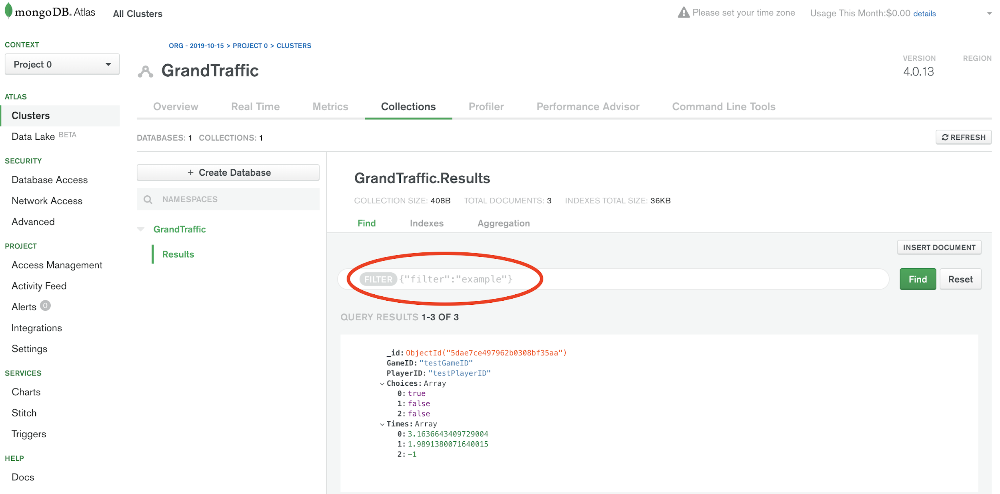 mongoDB. Atlas All Clusters Please set your time zone Usage This Month:$0.00 details
CONTEXT
Project 0
ATLAS
Clusters
Data Lake BETA
SECURITY
Database Access
Network Access
Advanced
PROJECT
Access Management
Activity Feed
Alerts 0
Integrations
Settings
SERVICES
Charts
Stitch
Triggers
HELP
Docs
ORG - 2019-10-15 > PROJECT 0 > CLUSTERS
GrandTraffic
VERSION REGION
4.0.13
Overview Real Time Metrics Collections Profiler Performance Advisor Command Line Tools
DATABASES: 1 COLLECTIONS: 1 REFRESH
+ Create Database
NAMESPACES
GrandTraffic
Results
GrandTraffic.Results
COLLECTION SIZE: 408B TOTAL DOCUMENTS: 3 INDEXES TOTAL SIZE: 36KB
Find Indexes Aggregation
INSERT DOCUMENT
FILTER {"filter":"example"} Find Reset
QUERY RESULTS 1-3 OF 3
_id: ObjectId("5dae7ce497962b0308bf35aa")
GameID: "testGameID"
PlayerID: "testPlayerID"
Choices: Array
0: true
1: false
2: false
Times: Array
0: 3.1636643409729004
1: 1.9891380071640015
2: -1